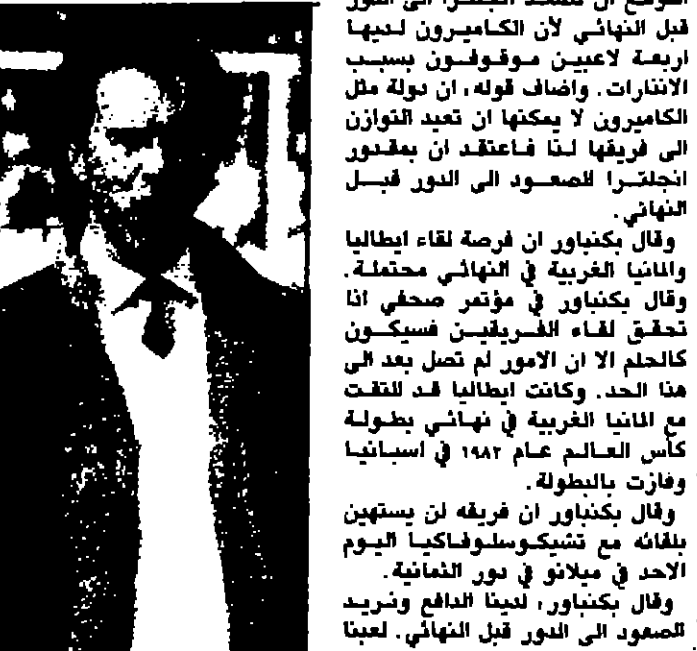 المتوقع ان تصعد انجلترا الى الدور
قبل النهائي لأن الكاميرون لديها
اربعة لاعبين موقوفون بسبب
الانذارات. واضاف قوله، ان دولة مثل
الكاميرون لا يمكنها ان تعيد التوازن
الى فريقها لذا فاعتقد ان بمقدور
انجلترا الصعود الى الدور قبل
النهائي.
وقال بكنباور ان فرصة لقاء ايطاليا
والمانيا الغربية في النهائي محتملة.
وقال بكنباور في مؤتمر صحفي اذا
تحقق لقاء الفريقين فسيكون
كالحلم الا ان الامور لم تصل بعد الى
هذا الحد. وكانت ايطاليا قد التقت
مع المانيا الغربية في نهائي بطولة
كأس العالم عام ١٩٨٢ في اسبانيا
وفازت بالبطولة.
وقال بكنباور ان فريقه لن يستهين
بلقائه مع تشيكوسلوفاكيا اليوم
الاحد في ميلانو في دور الثمانية.
وقال بكنباور، لدينا الدافع ونريد
الصعود الى الدور قبل النهائي. لعبنا